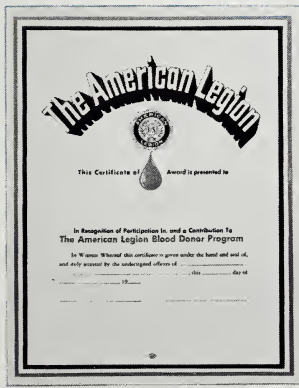 The American Legion
AMERICAN
LEGION
This Certificate of Award is presented to
In Recognition of Participation in, and a Contribution To
The American Legion Blood Donor Program
In Witness Whereof this certificate is given under the hand and seal of,
and duly attested by the undersigned officers of ............ this ............ day of
............ 19............